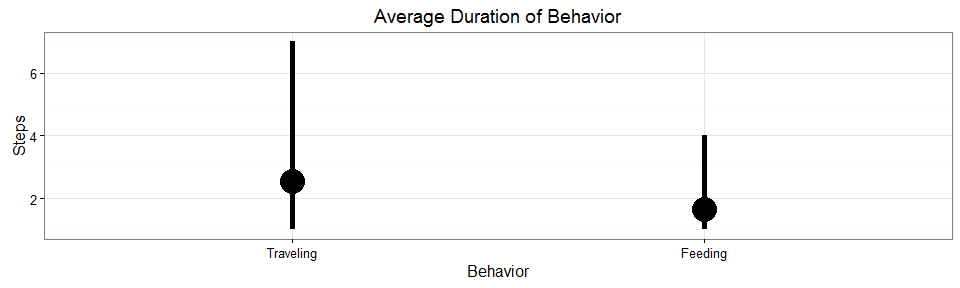 Average Duration of Behavior
Steps
6
4
2
Traveling
Feeding
Behavior